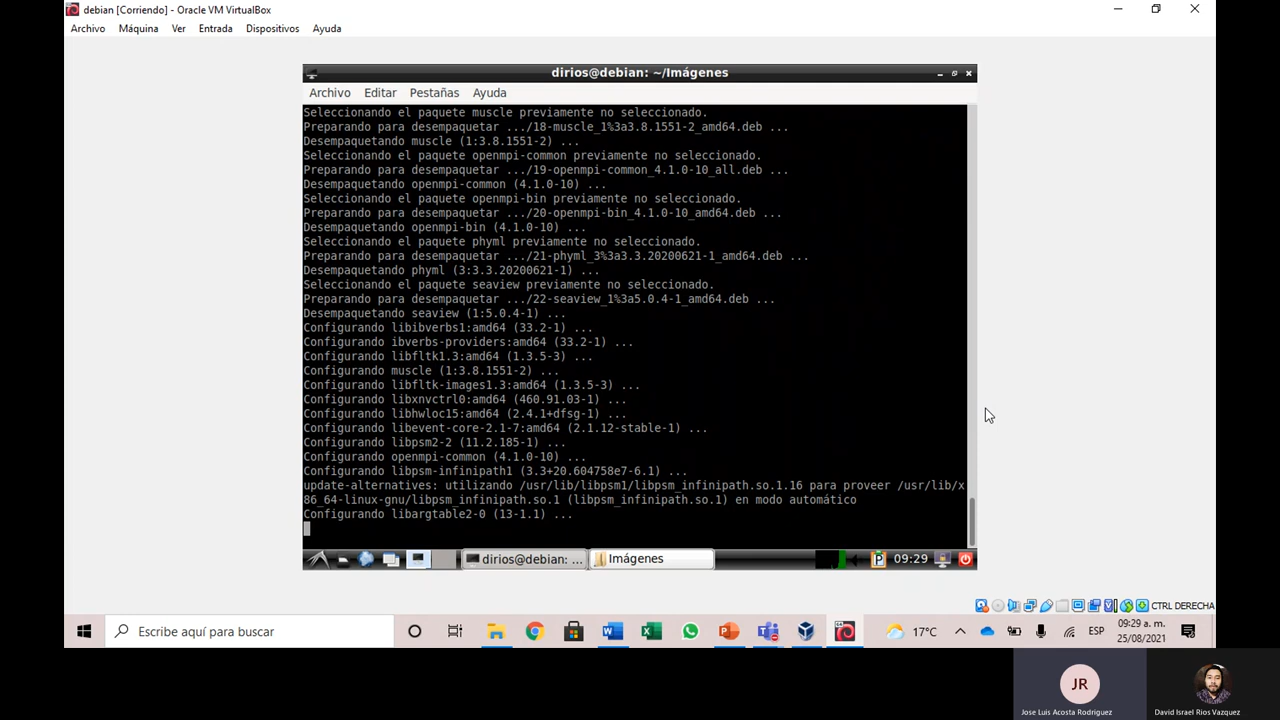 debian [Corriendo] - Oracle VM VirtualBox
Archivo Máquina Ver Entrada Dispositivos Ayuda
dirios@debian: ~/Imágenes
Archivo Editar Pestañas Ayuda
Seleccionando el paquete muscle previamente no seleccionado.
Preparando para desempaquetar .../18-muscle_1%3a3.8.1551-2_amd64.deb ...
Desempaquetando muscle (1:3.8.1551-2) ...
Seleccionando el paquete openmpi-common previamente no seleccionado.
Preparando para desempaquetar .../19-openmpi-common_4.1.0-10_all.deb ...
Desempaquetando openmpi-common (4.1.0-10) ...
Seleccionando el paquete openmpi-bin previamente no seleccionado.
Preparando para desempaquetar .../20-openmpi-bin_4.1.0-10_amd64.deb ...
Desempaquetando openmpi-bin (4.1.0-10) ...
Seleccionando el paquete phyml previamente no seleccionado.
Preparando para desempaquetar .../21-phyml_3%3a3.3.20200621-1_amd64.deb ...
Desempaquetando phyml (3:3.3.20200621-1) ...
Seleccionando el paquete seaview previamente no seleccionado.
Preparando para desempaquetar .../22-seaview_1%3a5.0.4-1_amd64.deb ...
Desempaquetando seaview (1:5.0.4-1) ...
Configurando libibverbs1:amd64 (33.2-1) ...
Configurando ibverbs-providers:amd64 (33.2-1) ...
Configurando libfltk1.3:amd64 (1.3.5-3) ...
Configurando muscle (1:3.8.1551-2) ...
Configurando libfltk-images1.3:amd64 (1.3.5-3) ...
Configurando libxnvctrl0:amd64 (460.91.03-1) ...
Configurando libhwloc15:amd64 (2.4.1+dfsg-1) ...
Configurando libevent-core-2.1-7:amd64 (2.1.12-stable-1) ...
Configurando libpsm2-2 (11.2.185-1) ...
Configurando openmpi-common (4.1.0-10) ...
Configurando libpsm-infinipath1 (3.3+20.604758e7-6.1) ...
update-alternatives: utilizando /usr/lib/libpsm1/libpsm_infinipath.so.1.16 para proveer /usr/lib/x
86_64-linux-gnu/libpsm_infinipath.so.1 (libpsm_infinipath.so.1) en modo automático
Configurando libargtable2-0 (13-1.1) ...
dirios@debian: ... Imágenes 09:29
CTRL DERECHA
Escribe aquí para buscar 17°C ESP 09:29 a. m.
25/08/2021
JR
Jose Luis Acosta Rodriguez David Israel Rios Vazquez